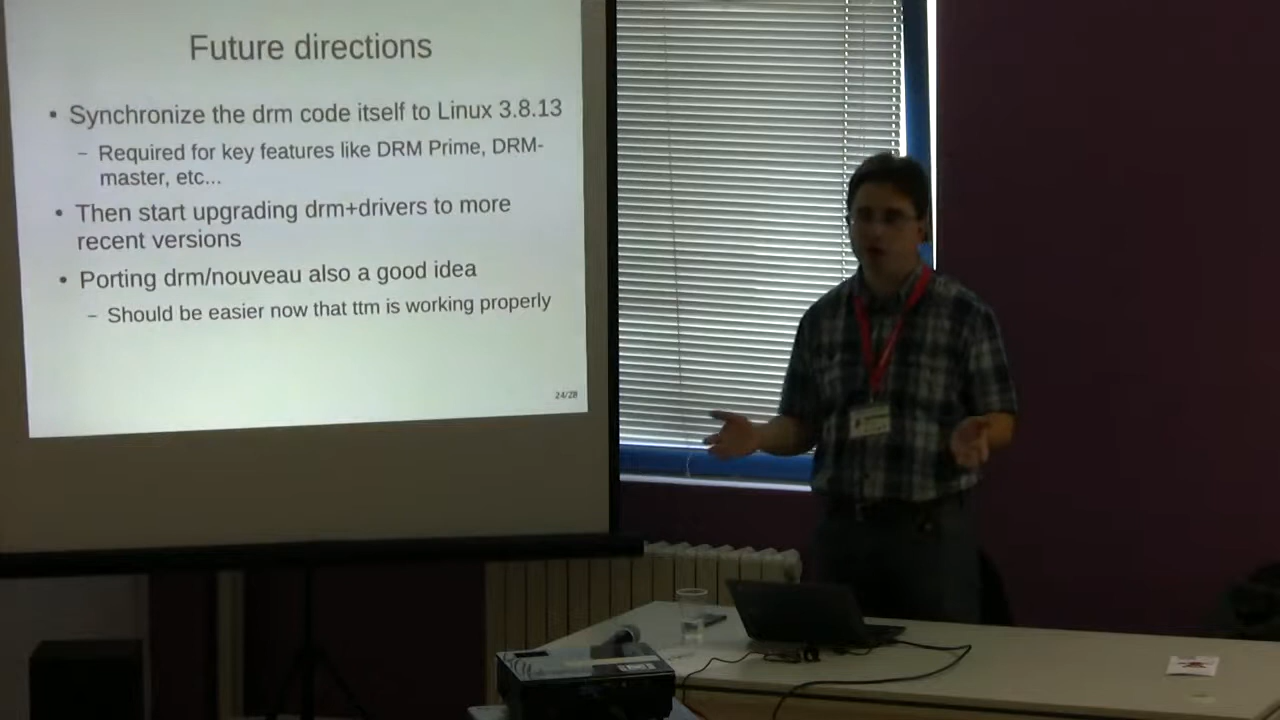 Future directions
• Synchronize the drm code itself to Linux 3.8.13
– Required for key features like DRM Prime, DRM-
master, etc...
• Then start upgrading drm+drivers to more
recent versions
• Porting drm/nouveau also a good idea
– Should be easier now that ttm is working properly
24/28